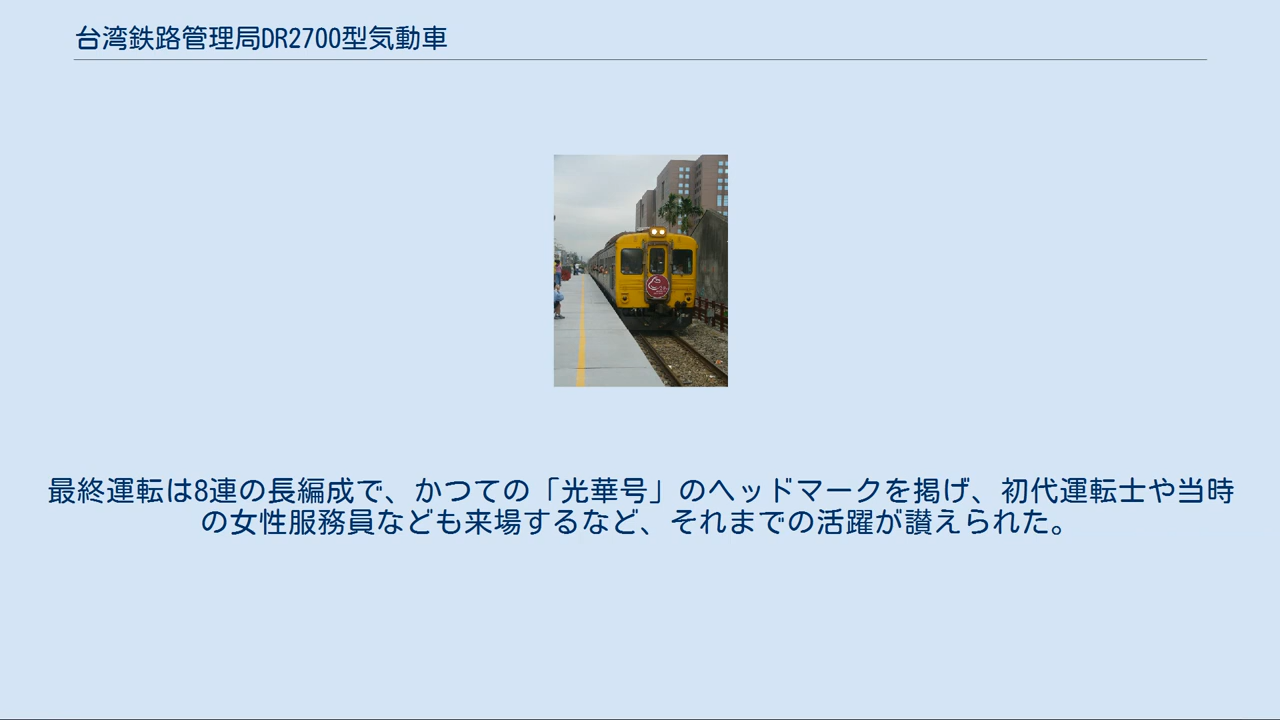 台湾鉄路管理局DR2700型気動車
最終運転は8連の長編成で、かつての「光華号」のヘッドマークを掲げ、初代運転士や当時
の女性服務員なども来場するなど、それまでの活躍が讃えられた。